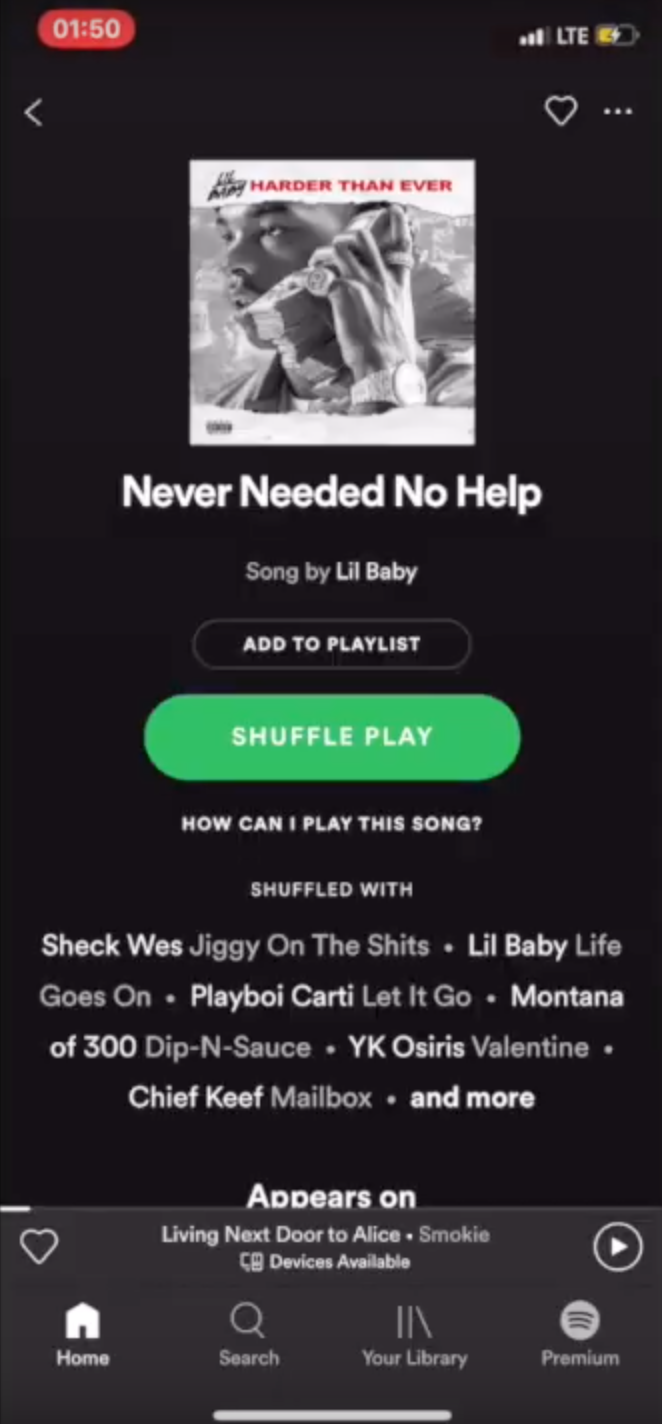 01:50
LTE
LIL BABY HARDER THAN EVER
Never Needed No Help
Song by Lil Baby
ADD TO PLAYLIST
SHUFFLE PLAY
HOW CAN I PLAY THIS SONG?
SHUFFLED WITH
Sheck Wes Jiggy On The Shits • Lil Baby Life
Goes On • Playboi Carti Let It Go • Montana
of 300 Dip-N-Sauce • YK Osiris Valentine •
Chief Keef Mailbox • and more
Appears on
Living Next Door to Alice • Smokie
Devices Available
Home
Search
Your Library
Premium